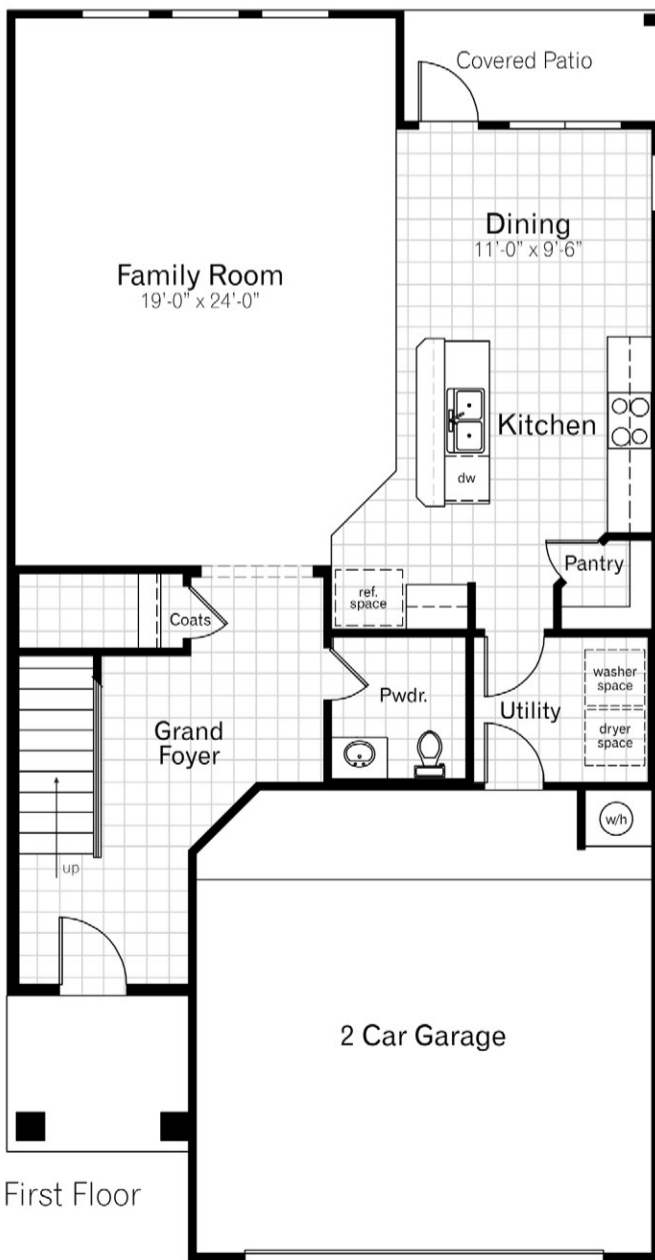 Covered Patio
Dining
11'-0" x 9'-6"
Family Room
19'-0" x 24'-0"
Kitchen
dw
Pantry
ref.
space
Coats
washer
space
Pwdr.
Utility
Grand
Foyer
dryer
space
w/h
up
2 Car Garage
First Floor